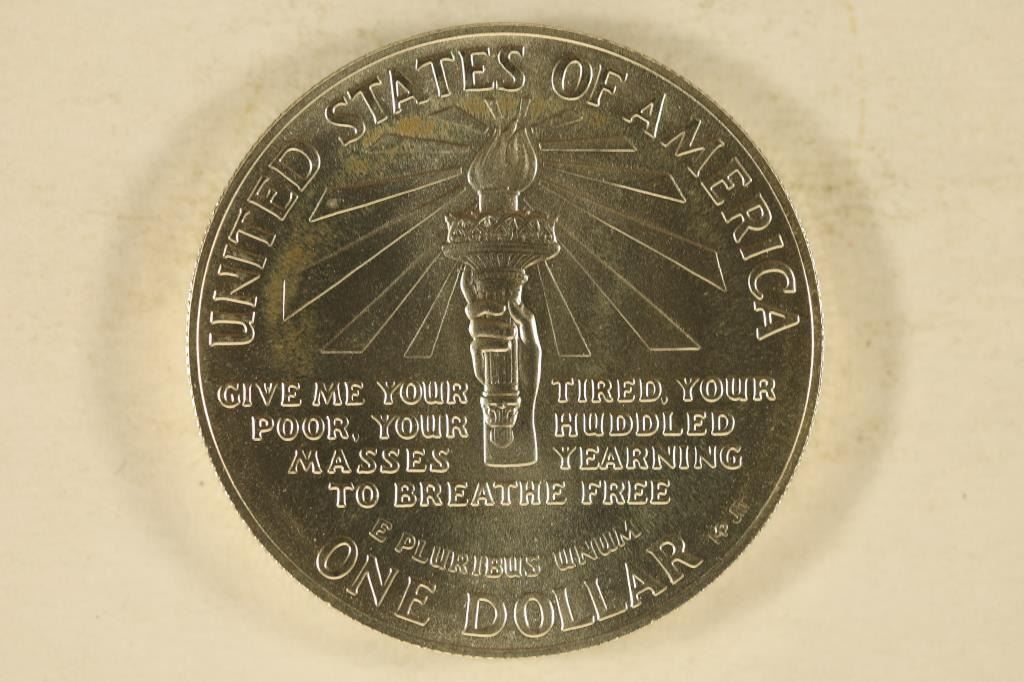 UNITED STATES OF AMERICA
GIVE ME YOUR TIRED, YOUR
POOR, YOUR HUDDLED
MASSES YEARNING
TO BREATHE FREE
E PLURIBUS UNUM
ONE DOLLAR